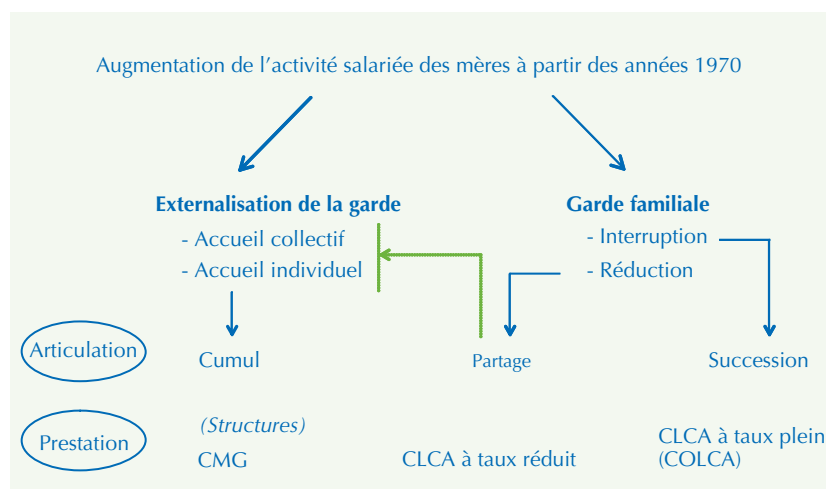 Augmentation de l'activité salariée des mères à partir des années 1970
Externalisation de la garde
- Accueil collectif
- Accueil individuel
Garde familiale
- Interruption
- Réduction
Articulation
Cumul
Partage
Succession
Prestation
(Structures)
CMG
CLCA à taux réduit
CLCA à taux plein
(COLCA)